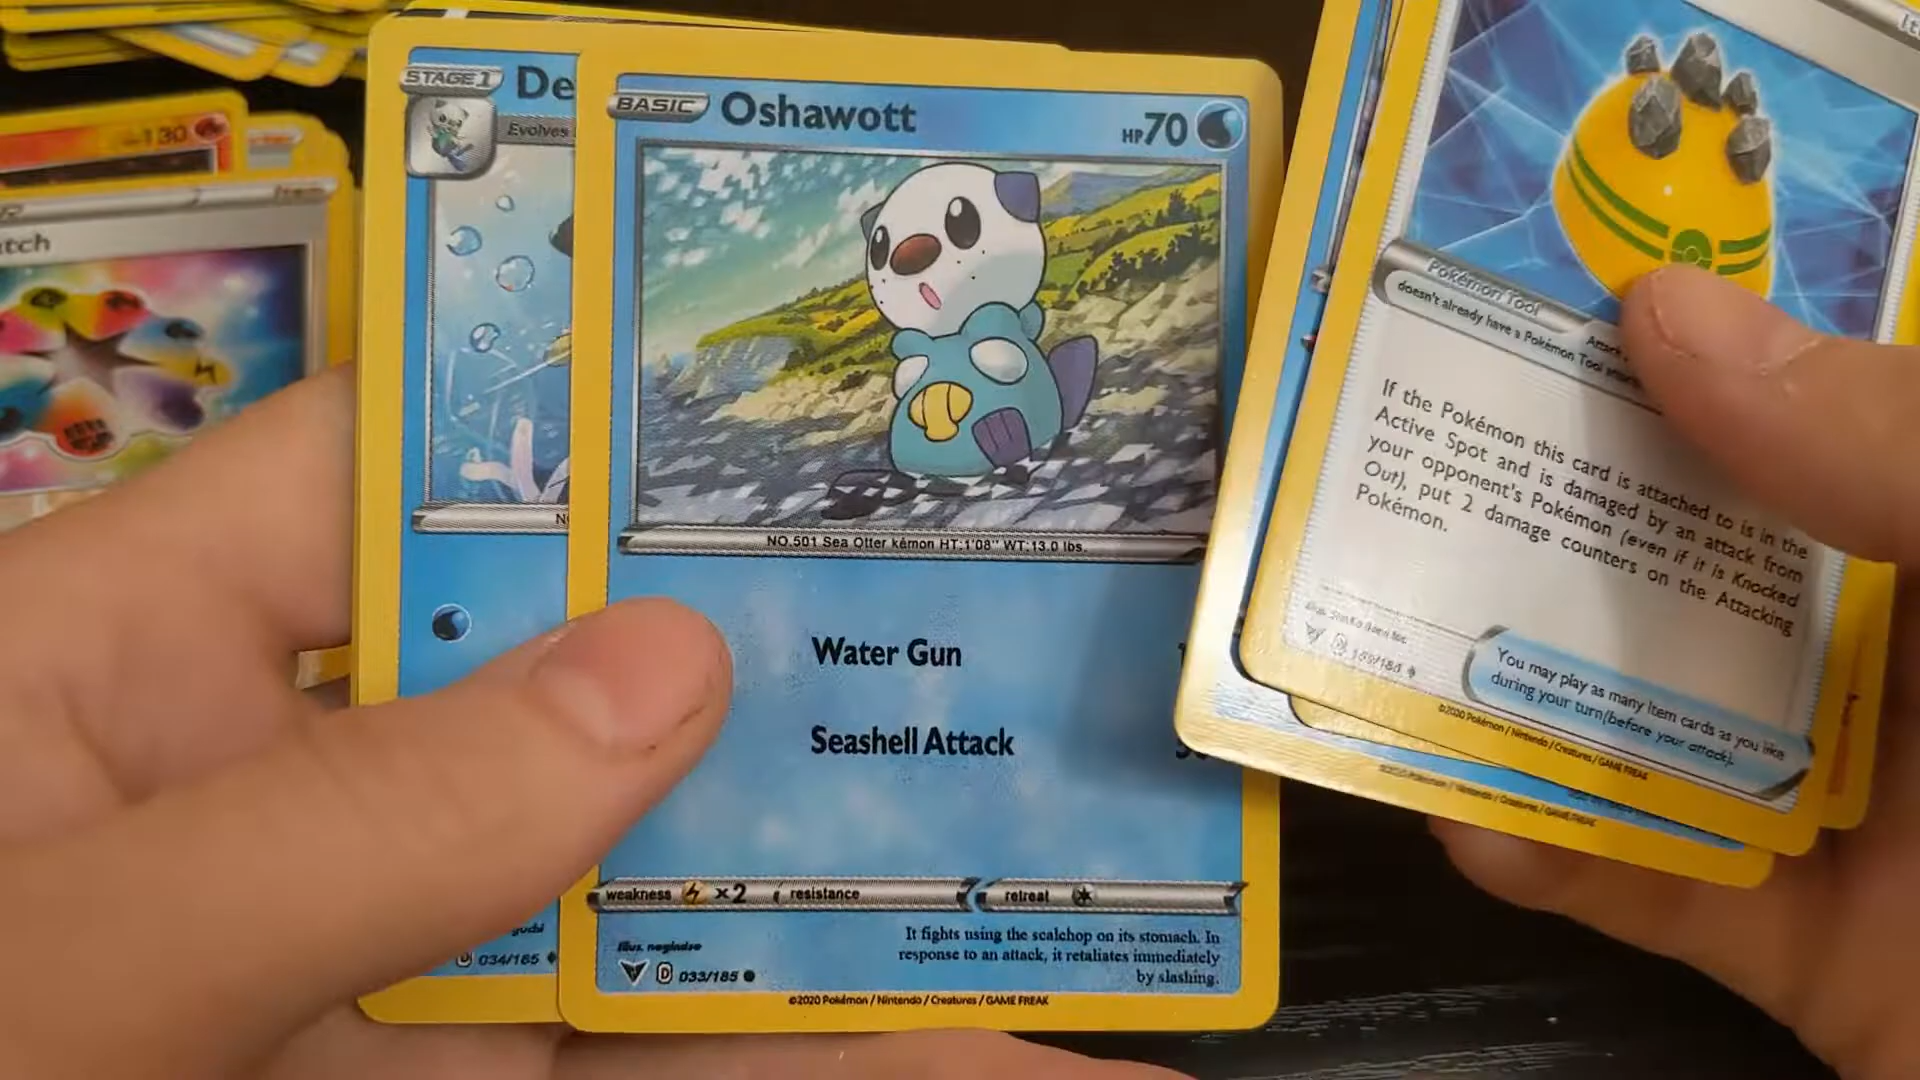 130
Item
tch
STAGE 1
De
Evolves
034/185
BASIC
Oshawott
HP 70
NO.501 Sea Otter kémon HT:1'08" WT:13.0 lbs.
Water Gun
Seashell Attack
weakness
x2
resistance
retreat
Illus. negindse
It fights using the scalchop on its stomach. In
response to an attack, it retaliates immediately
by slashing.
D
033/185
©2020 Pokémon / Nintendo / Creatures / GAME FREAK
Pokémon Tool
doesn't already have a Pokémon Tool
If the Pokémon this card is attached to is in the
Active Spot and is damaged by an attack from
your opponent's Pokémon (even if it is Knocked
Out), put 2 damage counters on the Attacking
Pokémon.
You may play as many Item cards as you like
during your turn(before your attack).
©2020 Pokémon / Nintendo / Creatures / GAME FREAK